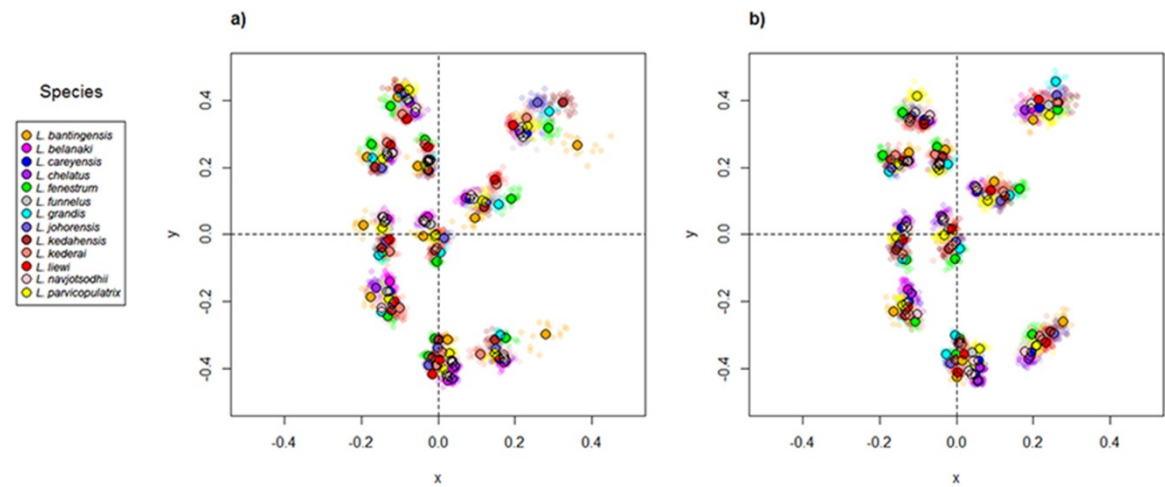 a)
b)
Species
L. bantingensis
L. belanaki
L. careyensis
L. chelatus
L. fenestrum
L. funnelus
L. grandis
L. johorensis
L. kedahensis
L. kederai
L. liewi
L. navjotsodhii
L. parvicopulatrix
y
0.4
0.2
0.0
-0.2
-0.4
-0.4 -0.2 0.0 0.2 0.4
x
y
0.4
0.2
0.0
-0.2
-0.4
-0.4 -0.2 0.0 0.2 0.4
x